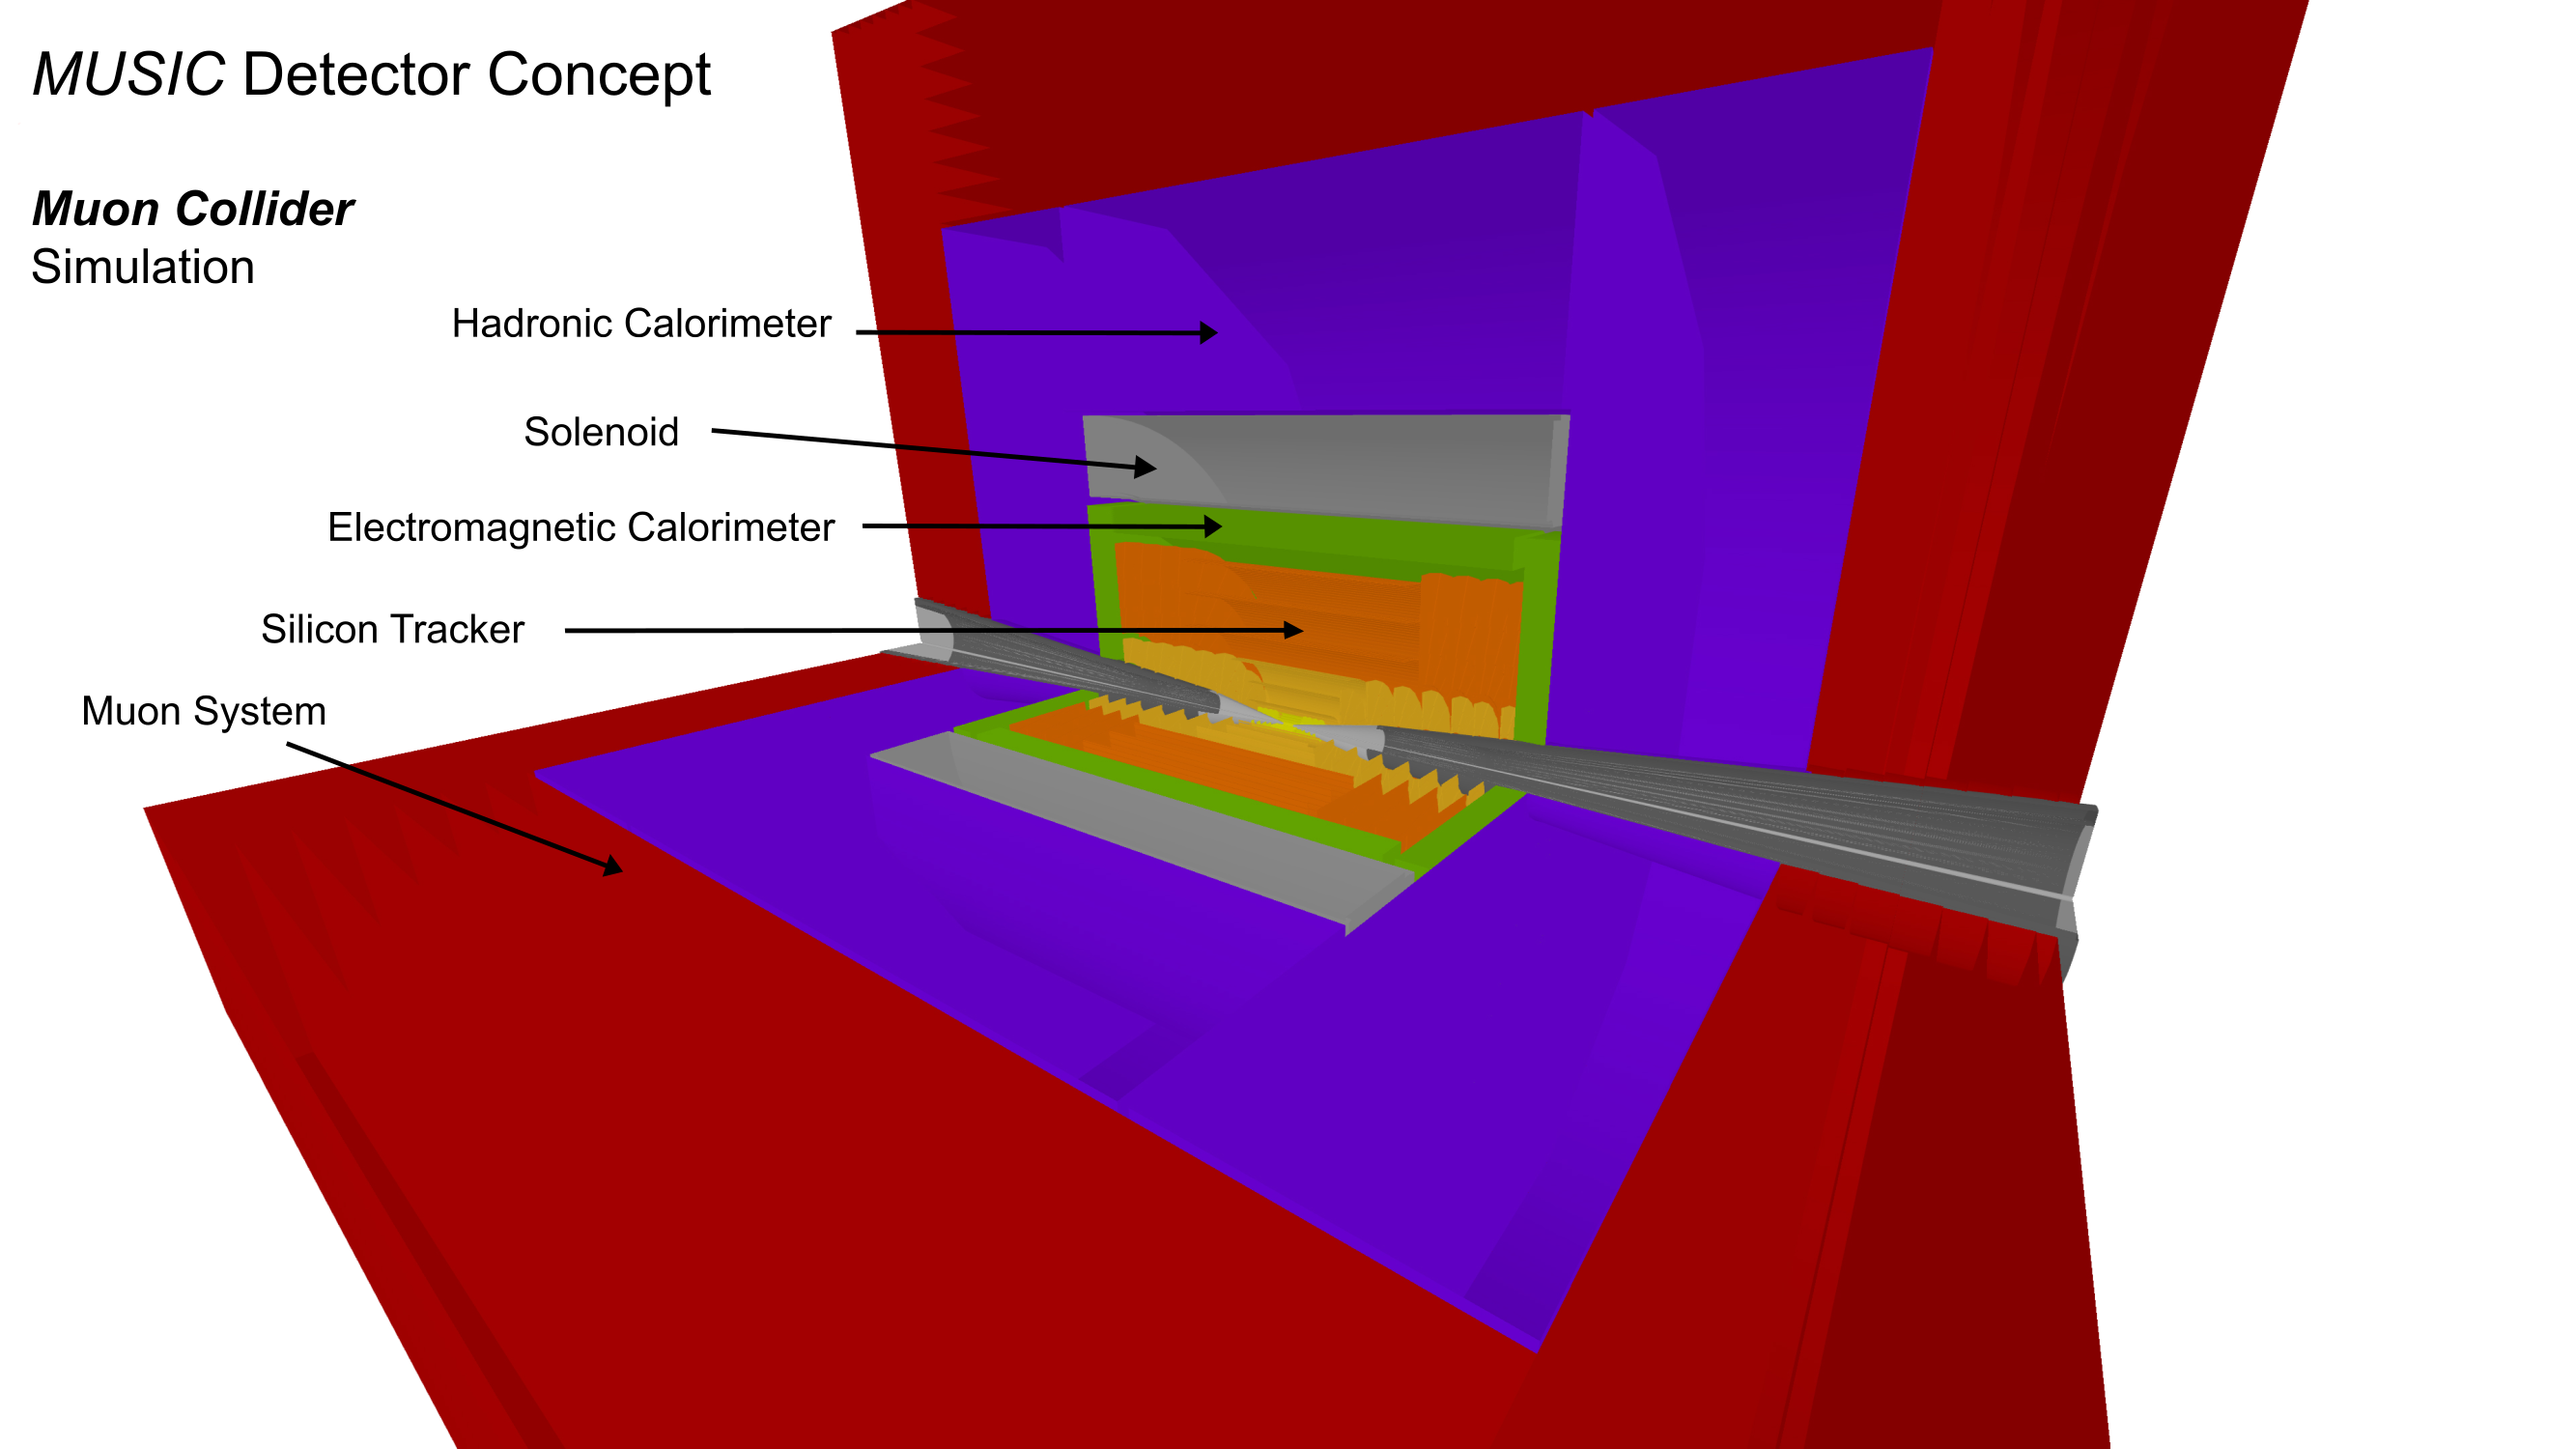 MUSIC Detector Concept
Muon Collider
Simulation
Hadronic Calorimeter
Solenoid
Electromagnetic Calorimeter
Silicon Tracker
Muon System